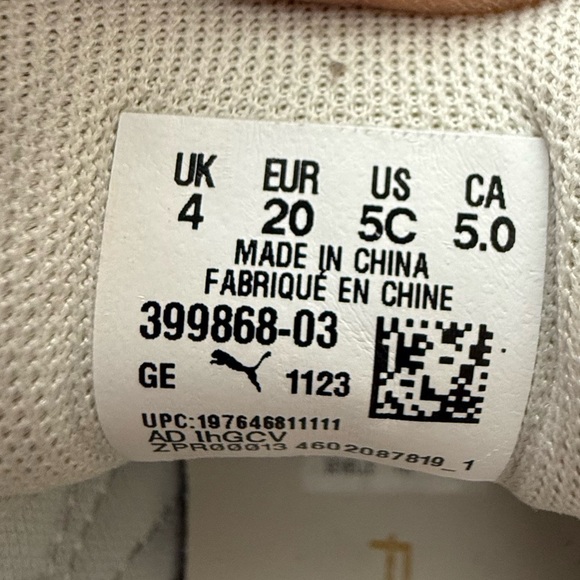 UK EUR US CA
4 20 5C 5.0
MADE IN CHINA
FABRIQUÉ EN CHINE
399868-03
GE 1123
UPC:197646811111
AD 1hGCV
ZPR00013 4602087819_1